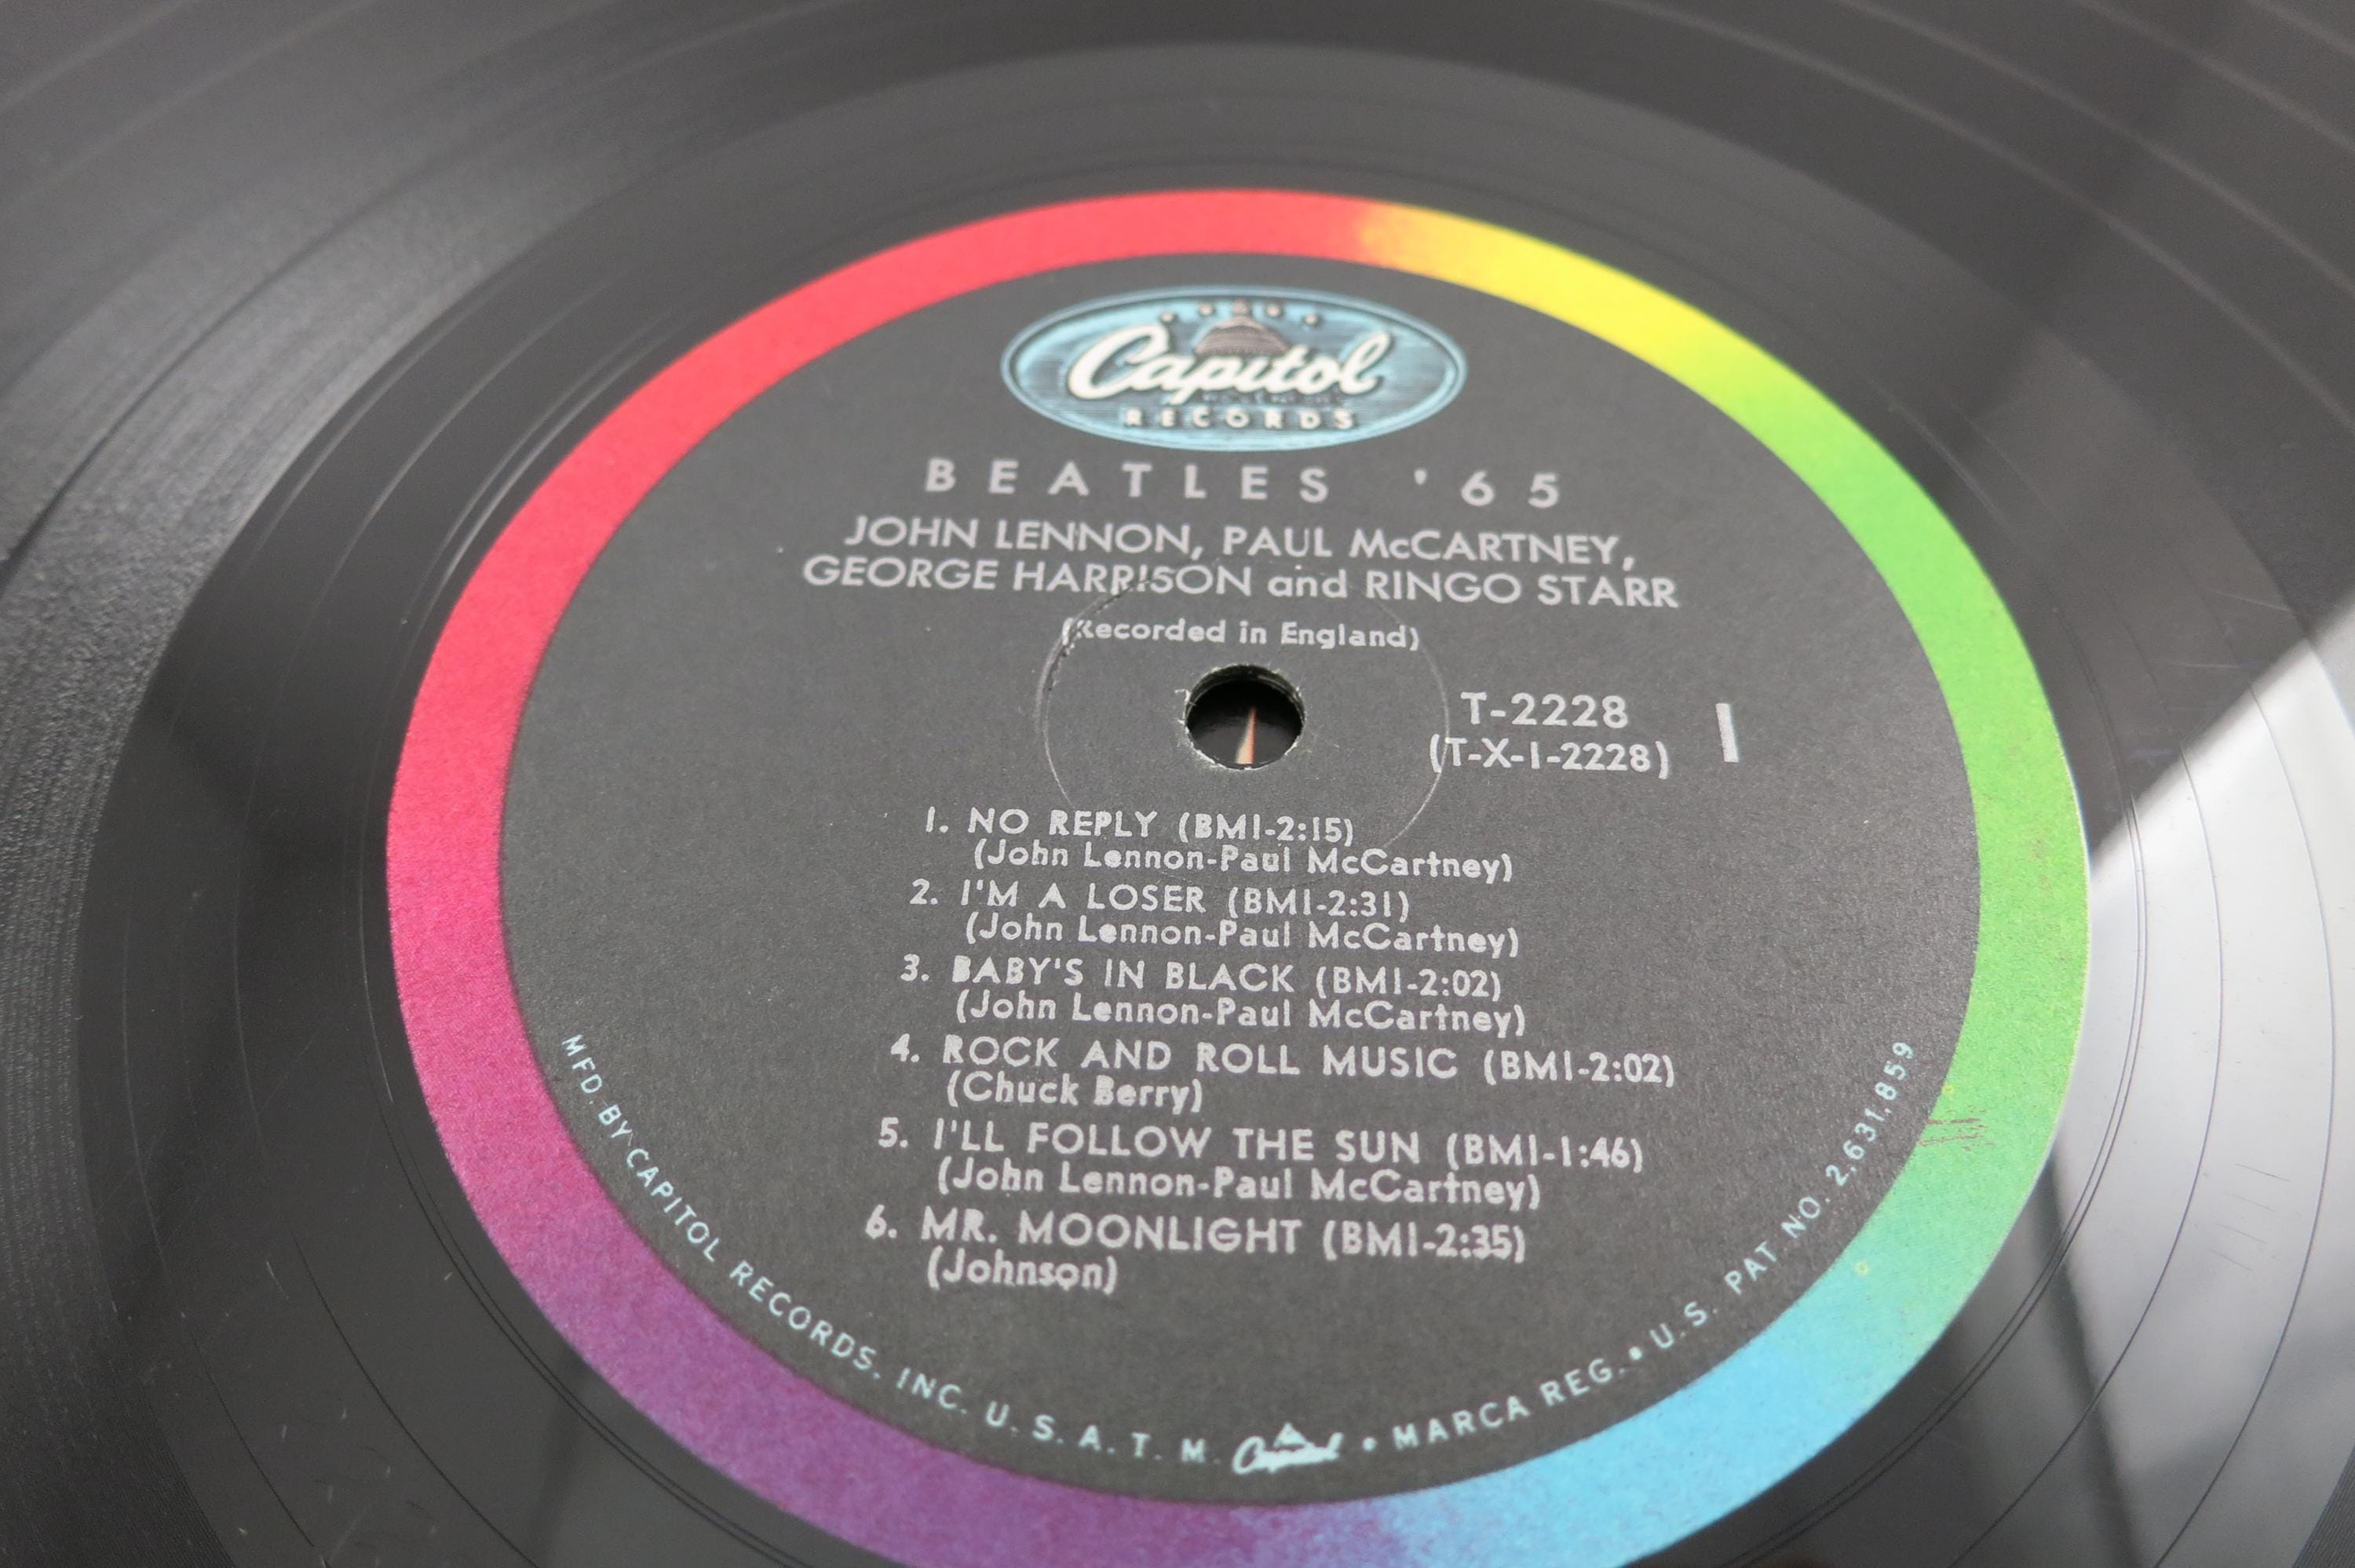 Capitol
RECORDS
BEATLES '65
JOHN LENNON, PAUL McCARTNEY,
GEORGE HARRISON and RINGO STARR
(Recorded in England)
T-2228
(T-X-1-2228)
1
1. NO REPLY (BMI-2:15)
(John Lennon-Paul McCartney)
2. I'M A LOSER (BMI-2:31)
(John Lennon-Paul McCartney)
3. BABY'S IN BLACK (BMI-2:02)
(John Lennon-Paul McCartney)
4. ROCK AND ROLL MUSIC (BMI-2:02)
(Chuck Berry)
5. I'LL FOLLOW THE SUN (BMI-1:46)
(John Lennon-Paul McCartney)
6. MR. MOONLIGHT (BMI-2:35)
(Johnson)
MFD. BY CAPITOL RECORDS, INC. U.S.A. T.M. Capitol • MARCA REG. • U.S. PAT. NO. 2,631,859